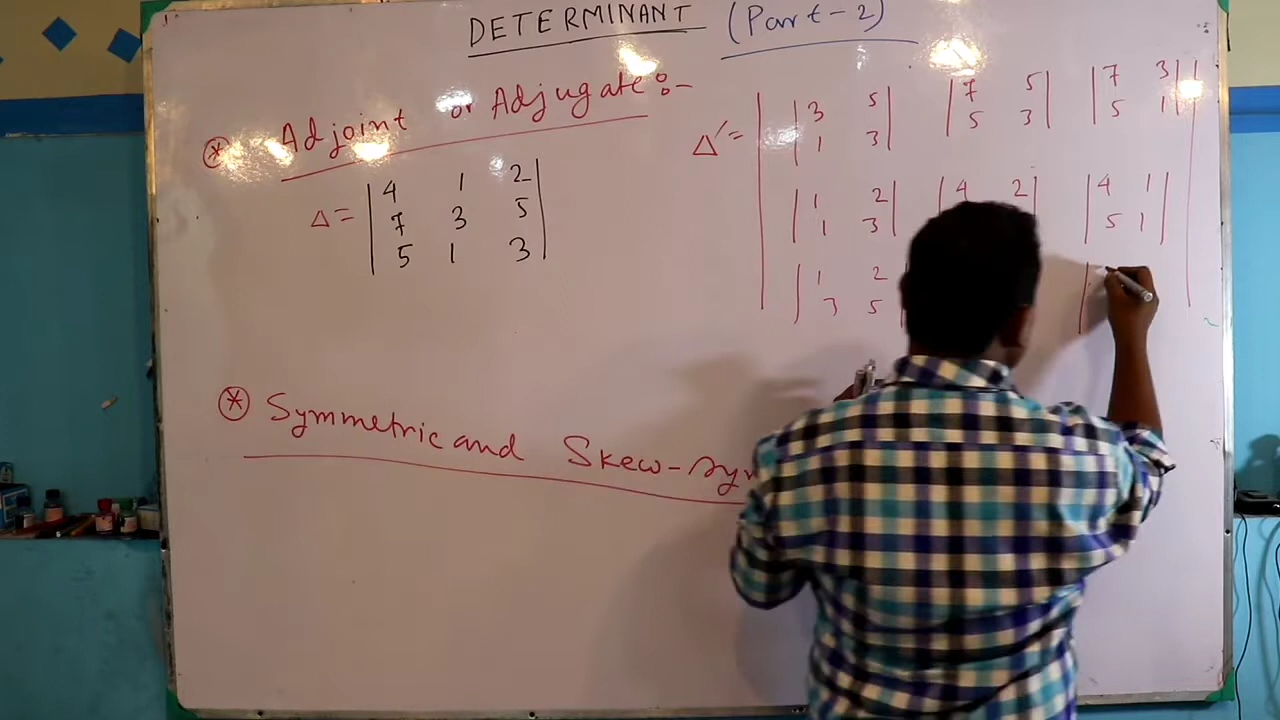 DETERMINANT (Part-2)
* Adjoint or Adjugate :-
Δ = | 4 1 2 |
| 7 3 5 |
| 5 1 3 |
Δ' = | | 3 5 | | 7 5 | | 7 3 | |
| 1 3 | | 5 3 | | 5 1 |
| 1 2 | | 4 2 | | 4 1 |
| 1 3 | | 5 1 |
| 1 2 |
| 3 5 |
* Symmetric and Skew-sym